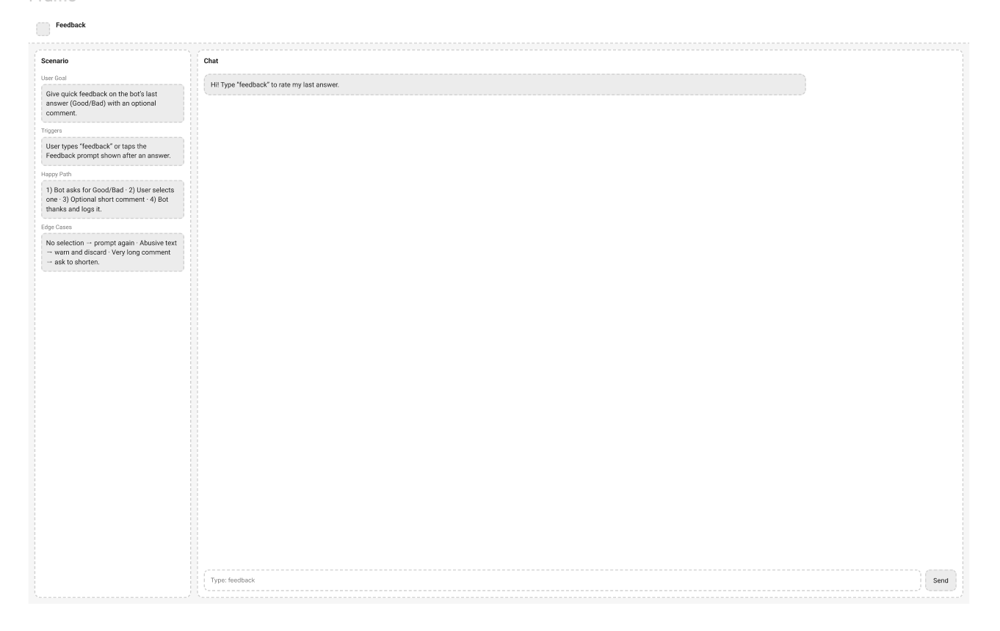 Feedback
Scenario
User Goal
Give quick feedback on the bot's last
answer (Good/Bad) with an optional
comment.
Triggers
User types “feedback” or taps the
Feedback prompt shown after an answer.
Happy Path
1) Bot asks for Good/Bad · 2) User selects
one · 3) Optional short comment · 4) Bot
thanks and logs it.
Edge Cases
No selection → prompt again · Abusive text
→ warn and discard · Very long comment
→ ask to shorten.
Chat
Hi! Type “feedback” to rate my last answer.
Type: feedback
Send